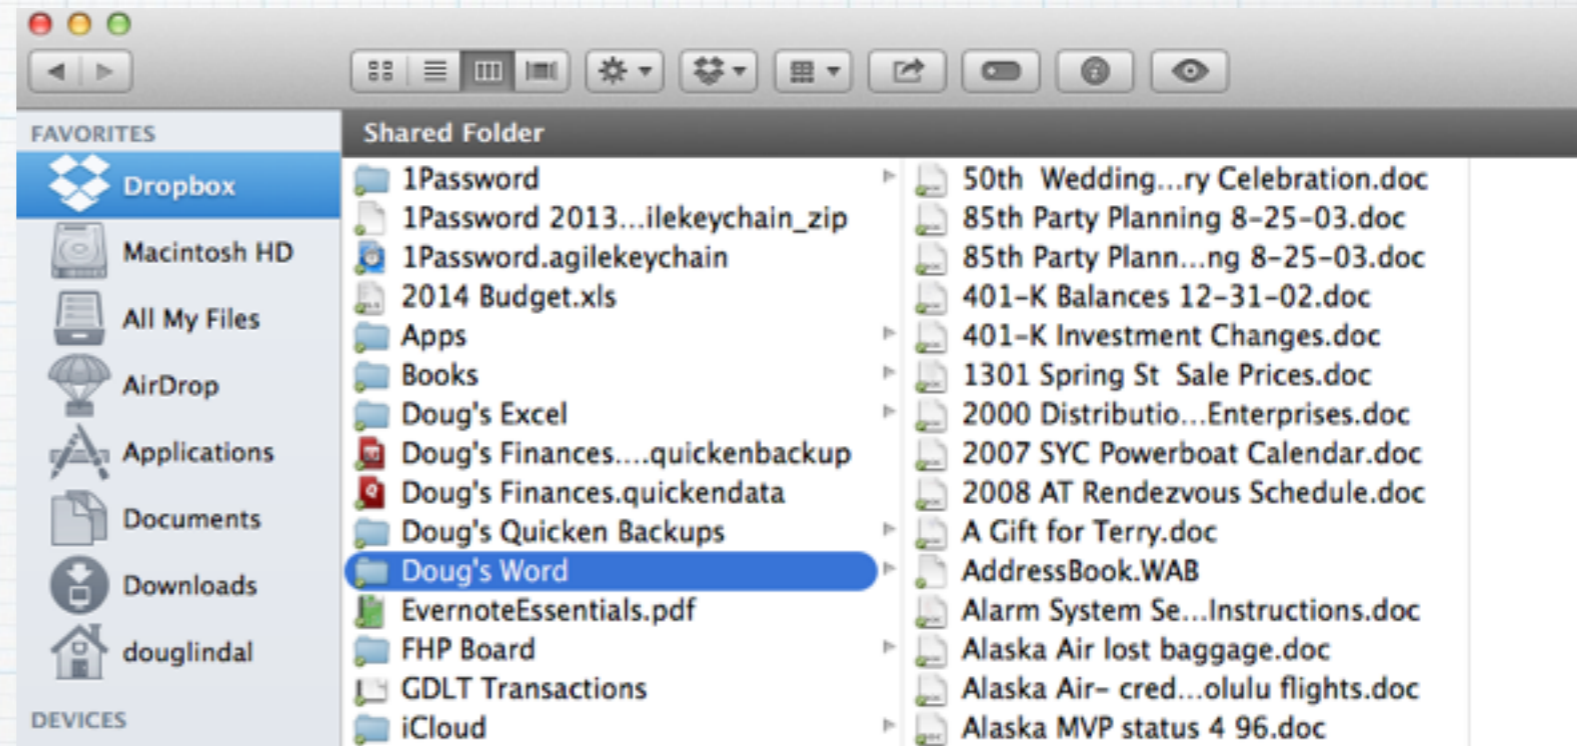 FAVORITES
Dropbox
Macintosh HD
All My Files
AirDrop
Applications
Documents
Downloads
douglindal
DEVICES
Shared Folder
1Password
1Password 2013...ilekeychain_zip
1Password.agilekeychain
2014 Budget.xls
Apps
Books
Doug's Excel
Doug's Finances....quickenbackup
Doug's Finances.quickendata
Doug's Quicken Backups
Doug's Word
EvernoteEssentials.pdf
FHP Board
GDLT Transactions
iCloud
50th  Wedding...ry Celebration.doc
85th Party Planning 8-25-03.doc
85th Party Plann...ng 8-25-03.doc
401-K Balances 12-31-02.doc
401-K Investment Changes.doc
1301 Spring St  Sale Prices.doc
2000 Distributio...Enterprises.doc
2007 SYC Powerboat Calendar.doc
2008 AT Rendezvous Schedule.doc
A Gift for Terry.doc
AddressBook.WAB
Alarm System Se...Instructions.doc
Alaska Air lost baggage.doc
Alaska Air- cred...olulu flights.doc
Alaska MVP status 4 96.doc